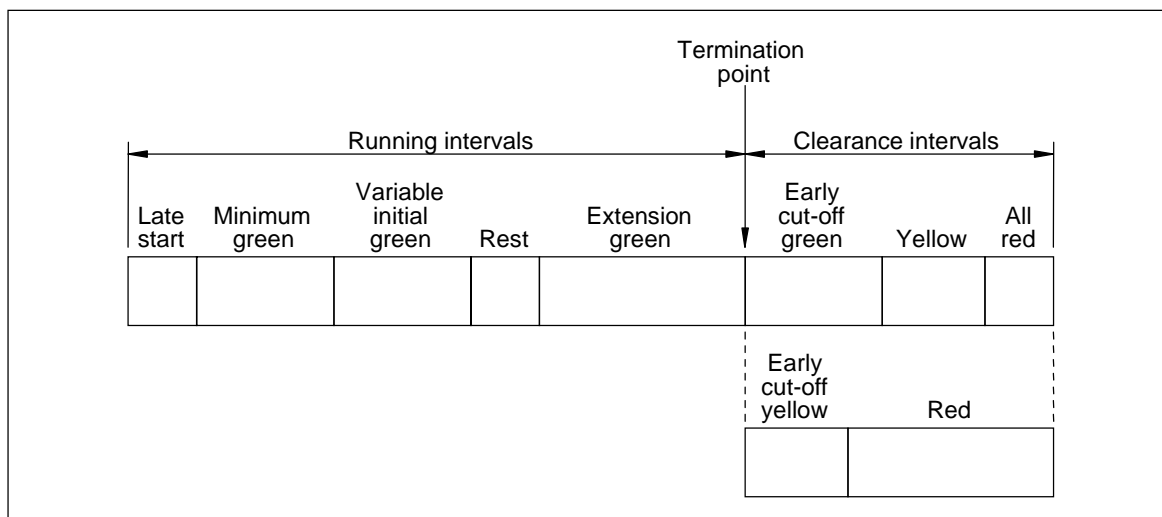 Termination
point
Running intervals
Clearance intervals
Late
start
Minimum
green
Variable
initial
green
Rest
Extension
green
Early
cut-off
green
Yellow
All
red
Early
cut-off
yellow
Red